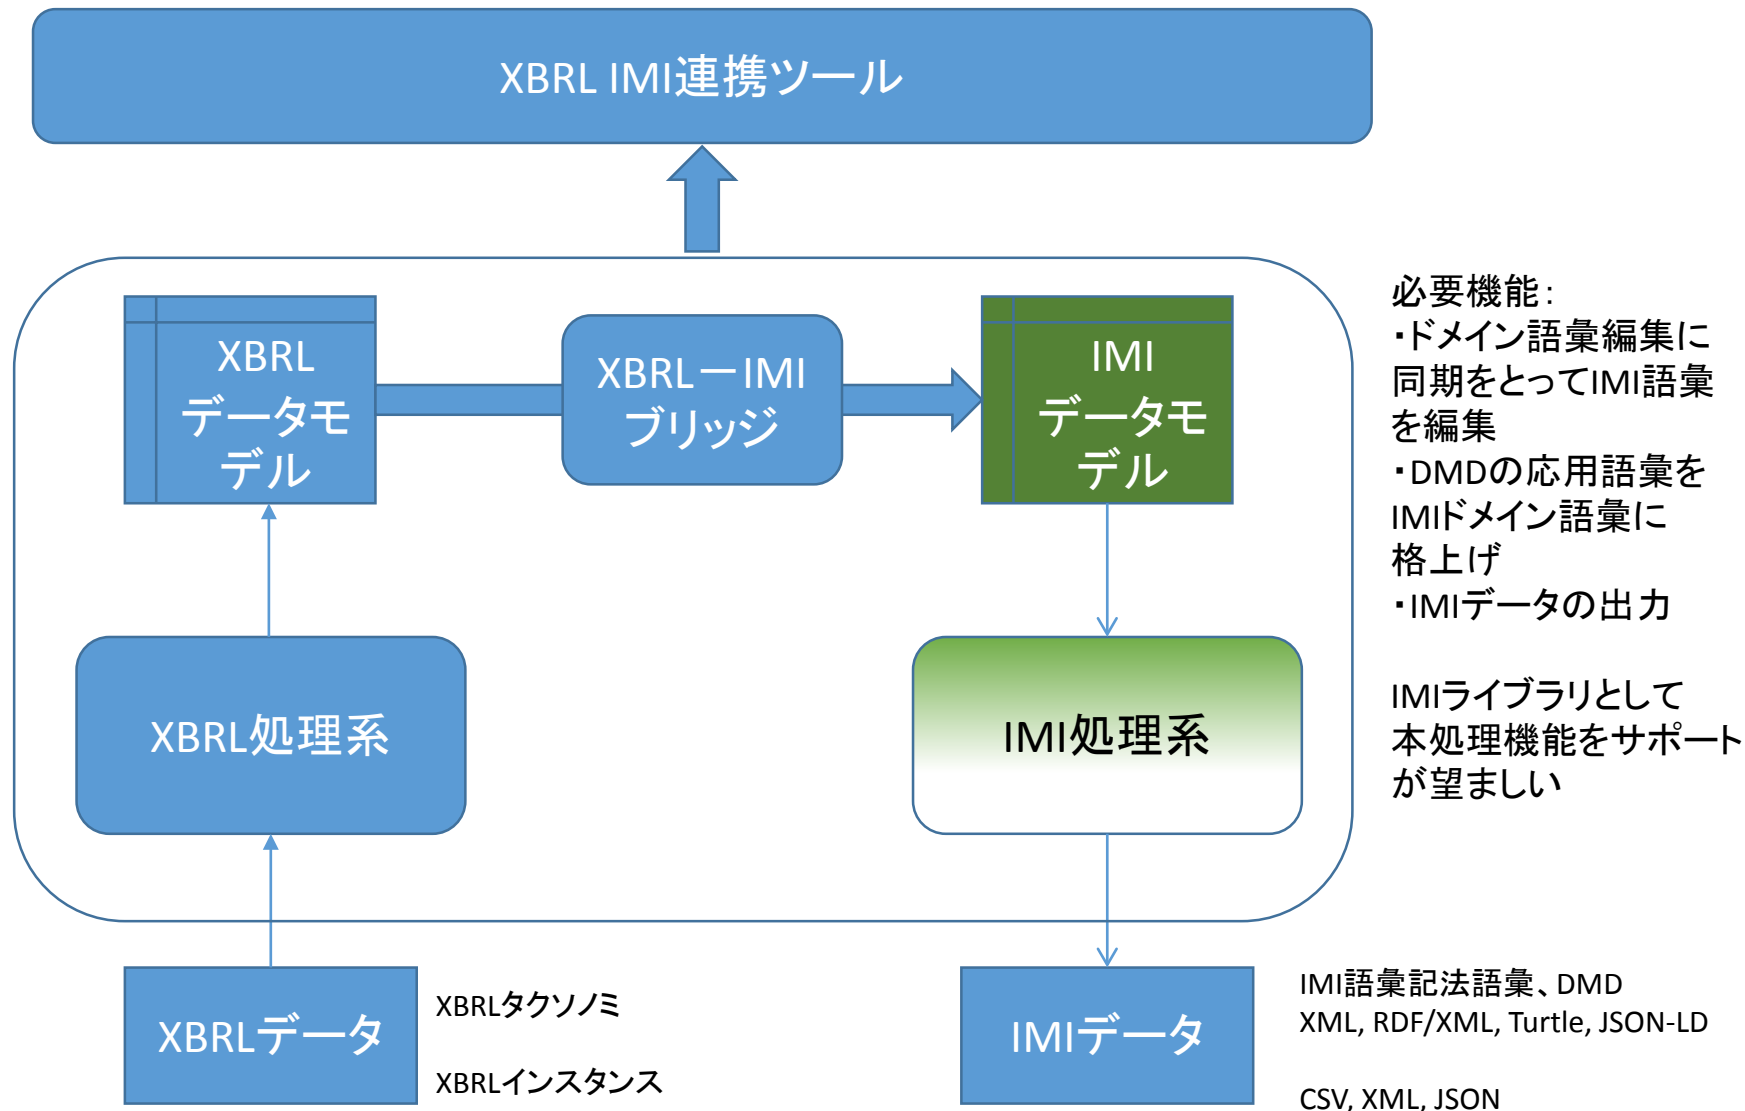 XBRL IMI連携ツール
XBRL
データモ
デル
XBRL－IMI
ブリッジ
IMI
データモ
デル
必要機能：
・ドメイン語彙編集に
同期をとってIMI語彙
を編集
・DMDの応用語彙を
IMIドメイン語彙に
格上げ
・IMIデータの出力
IMIライブラリとして
本処理機能をサポート
が望ましい
XBRL処理系
IMI処理系
XBRLデータ
XBRLタクソノミ
XBRLインスタンス
IMIデータ
IMI語彙記法語彙、DMD
XML, RDF/XML, Turtle, JSON-LD
CSV, XML, JSON